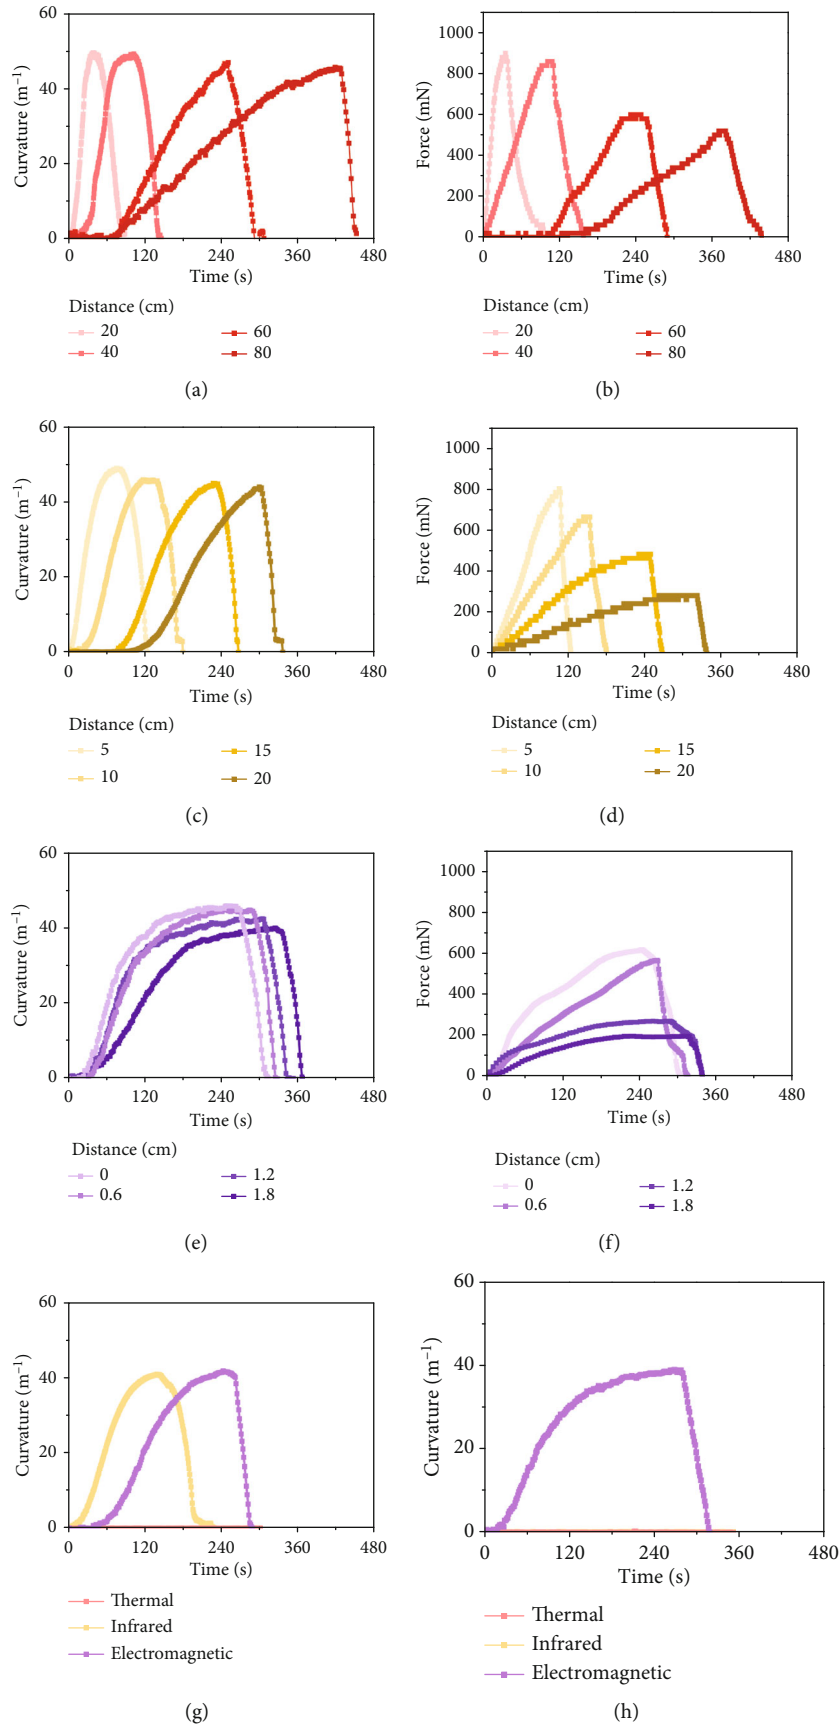 60
40
20
0
Curvature (m⁻¹)
0 120 240 360 480
Time (s)
Distance (cm)
20 60
40 80
(a)
1000
800
600
400
200
0
Force (mN)
0 120 240 360 480
Time (s)
Distance (cm)
20 60
40 80
(b)
60
40
20
0
Curvature (m⁻¹)
0 120 240 360 480
Time (s)
Distance (cm)
5 15
10 20
(c)
1000
800
600
400
200
0
Force (mN)
0 120 240 360 480
Time (s)
Distance (cm)
5 15
10 20
(d)
60
40
20
0
Curvature (m⁻¹)
0 120 240 360 480
Time (s)
Distance (cm)
0 1.2
0.6 1.8
(e)
1000
800
600
400
200
0
Force (mN)
0 120 240 360 480
Time (s)
Distance (cm)
0 1.2
0.6 1.8
(f)
60
40
20
0
Curvature (m⁻¹)
0 120 240 360 480
Time (s)
Thermal
Infrared
Electromagnetic
(g)
60
40
20
0
Curvature (m⁻¹)
0 120 240 360 480
Time (s)
Thermal
Infrared
Electromagnetic
(h)